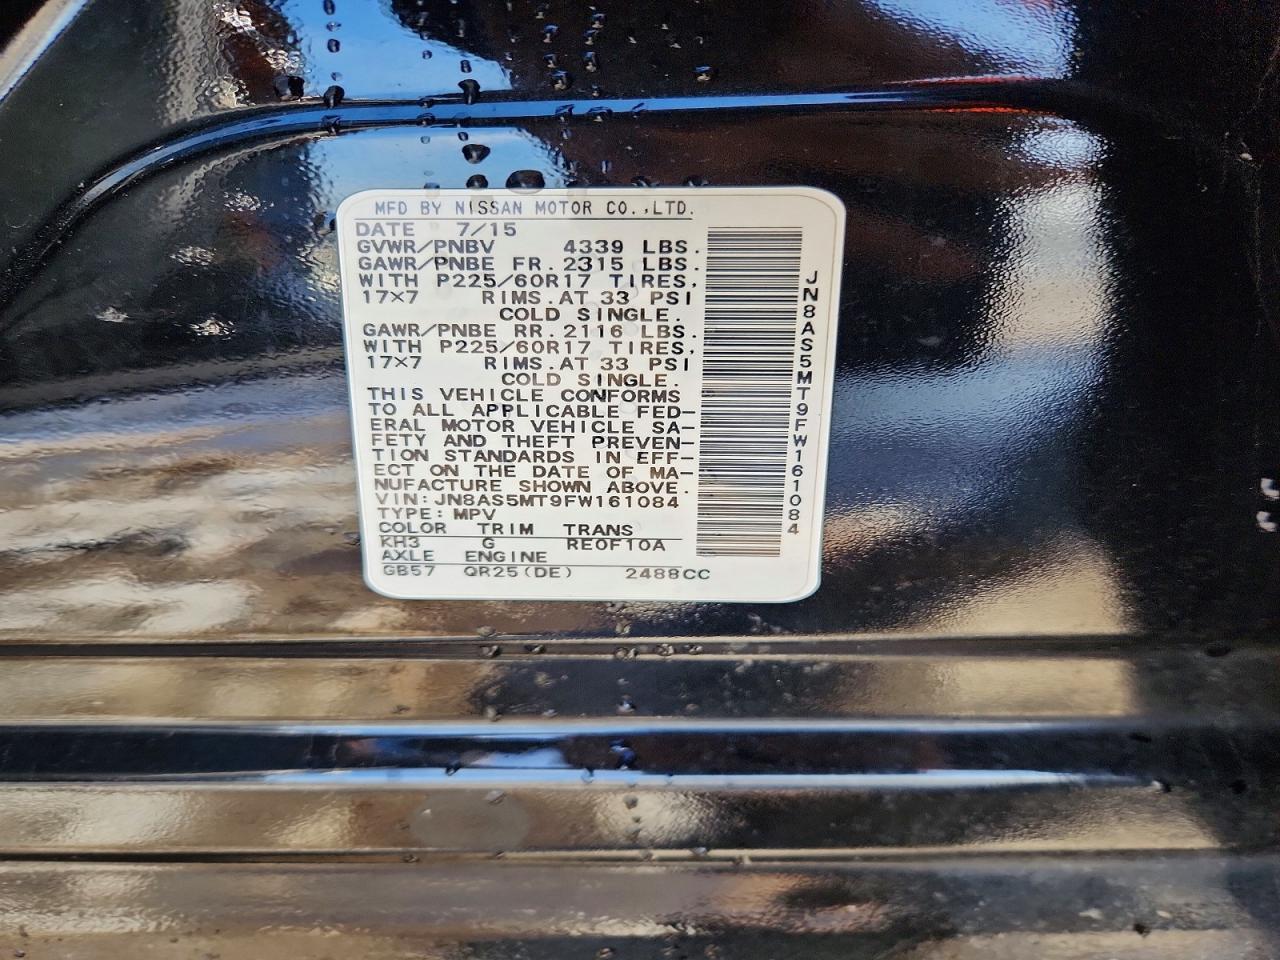 MFD BY NISSAN MOTOR CO.,LTD.
DATE 7/15
GVWR/PNBV 4339 LBS.
GAWR/PNBE FR. 2315 LBS.
WITH P225/60R17 TIRES,
17×7 RIMS. AT 33 PSI
COLD SINGLE.
GAWR/PNBE RR. 2116 LBS.
WITH P225/60R17 TIRES,
17×7 RIMS. AT 33 PSI
COLD SINGLE.
THIS VEHICLE CONFORMS
TO ALL APPLICABLE FED-
ERAL MOTOR VEHICLE SA-
FETY AND THEFT PREVEN-
TION STANDARDS IN EFF-
ECT ON THE DATE OF MA-
NUFACTURE SHOWN ABOVE.
VIN: JN8AS5MT9FW161084
TYPE: MPV
COLOR TRIM TRANS
KH3 G RE0F10A
AXLE ENGINE
GB57 QR25(DE) 2488CC
JN8AS5MT9FW161084